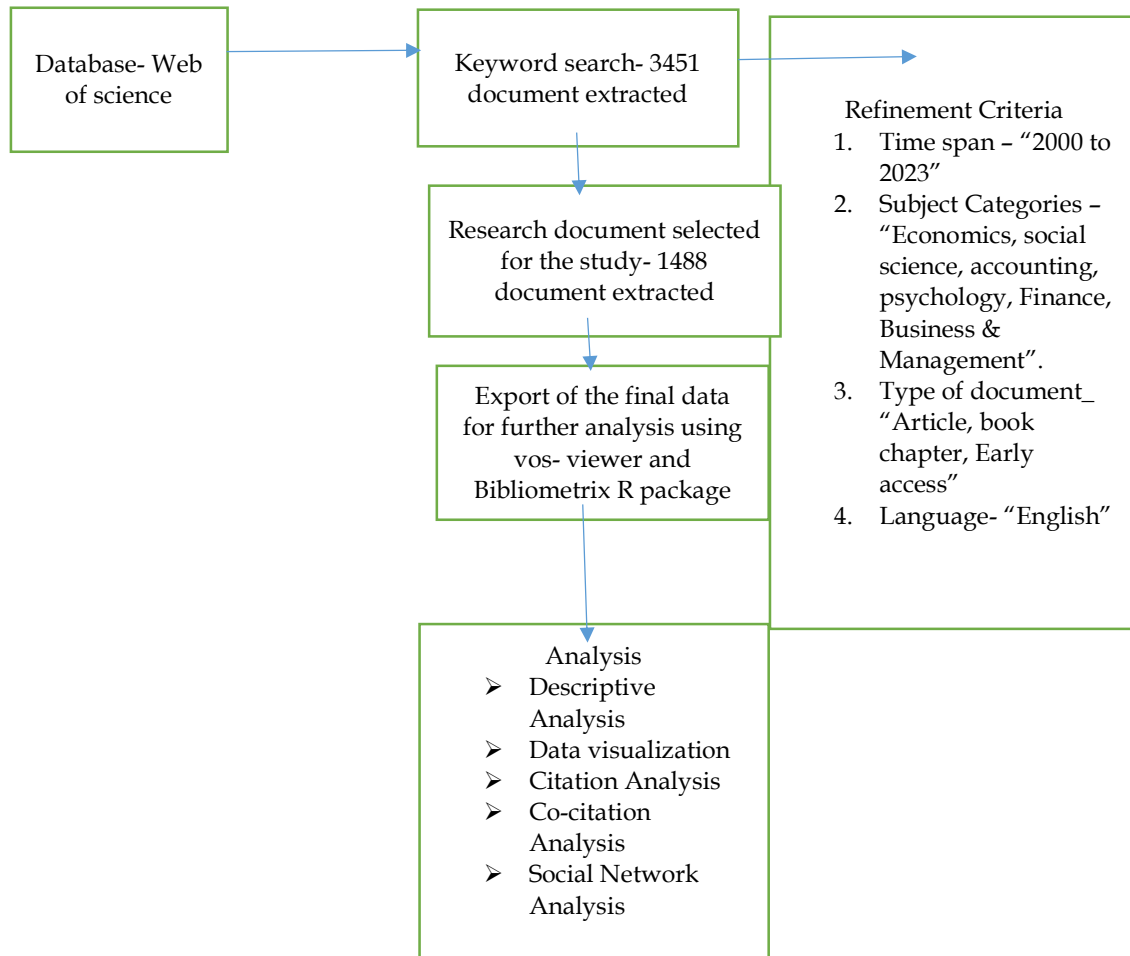 Database- Web
of science
Keyword search- 3451
document extracted
Refinement Criteria
1. Time span – “2000 to
2023”
2. Subject Categories –
“Economics, social
science, accounting,
psychology, Finance,
Business &
Management”.
3. Type of document_
“Article, book
chapter, Early
access”
4. Language- “English”
Research document selected
for the study- 1488
document extracted
Export of the final data
for further analysis using
vos- viewer and
Bibliometrix R package
Analysis
➢ Descriptive
Analysis
➢ Data visualization
➢ Citation Analysis
➢ Co-citation
Analysis
➢ Social Network
Analysis